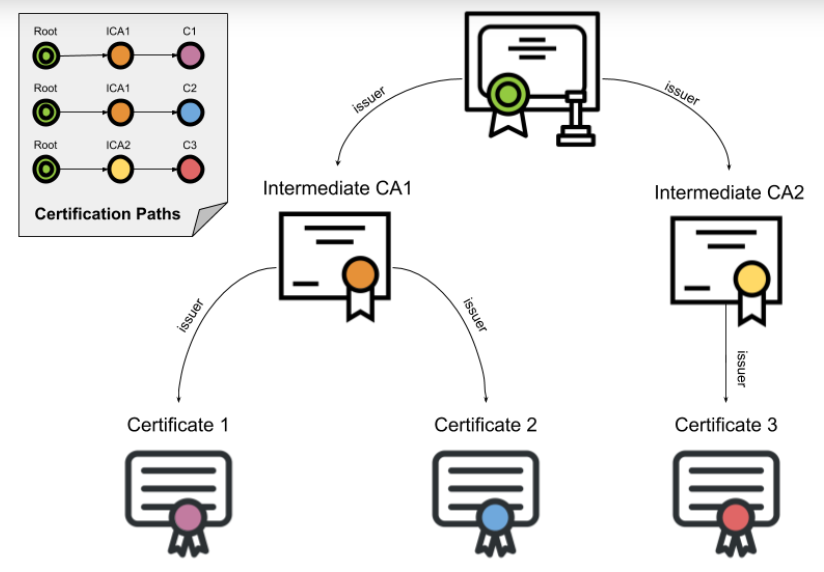 Root ICA1 C1
Root ICA1 C2
Root ICA2 C3
Certification Paths
issuer
issuer
Intermediate CA1
Intermediate CA2
issuer
issuer
issuer
Certificate 1
Certificate 2
Certificate 3